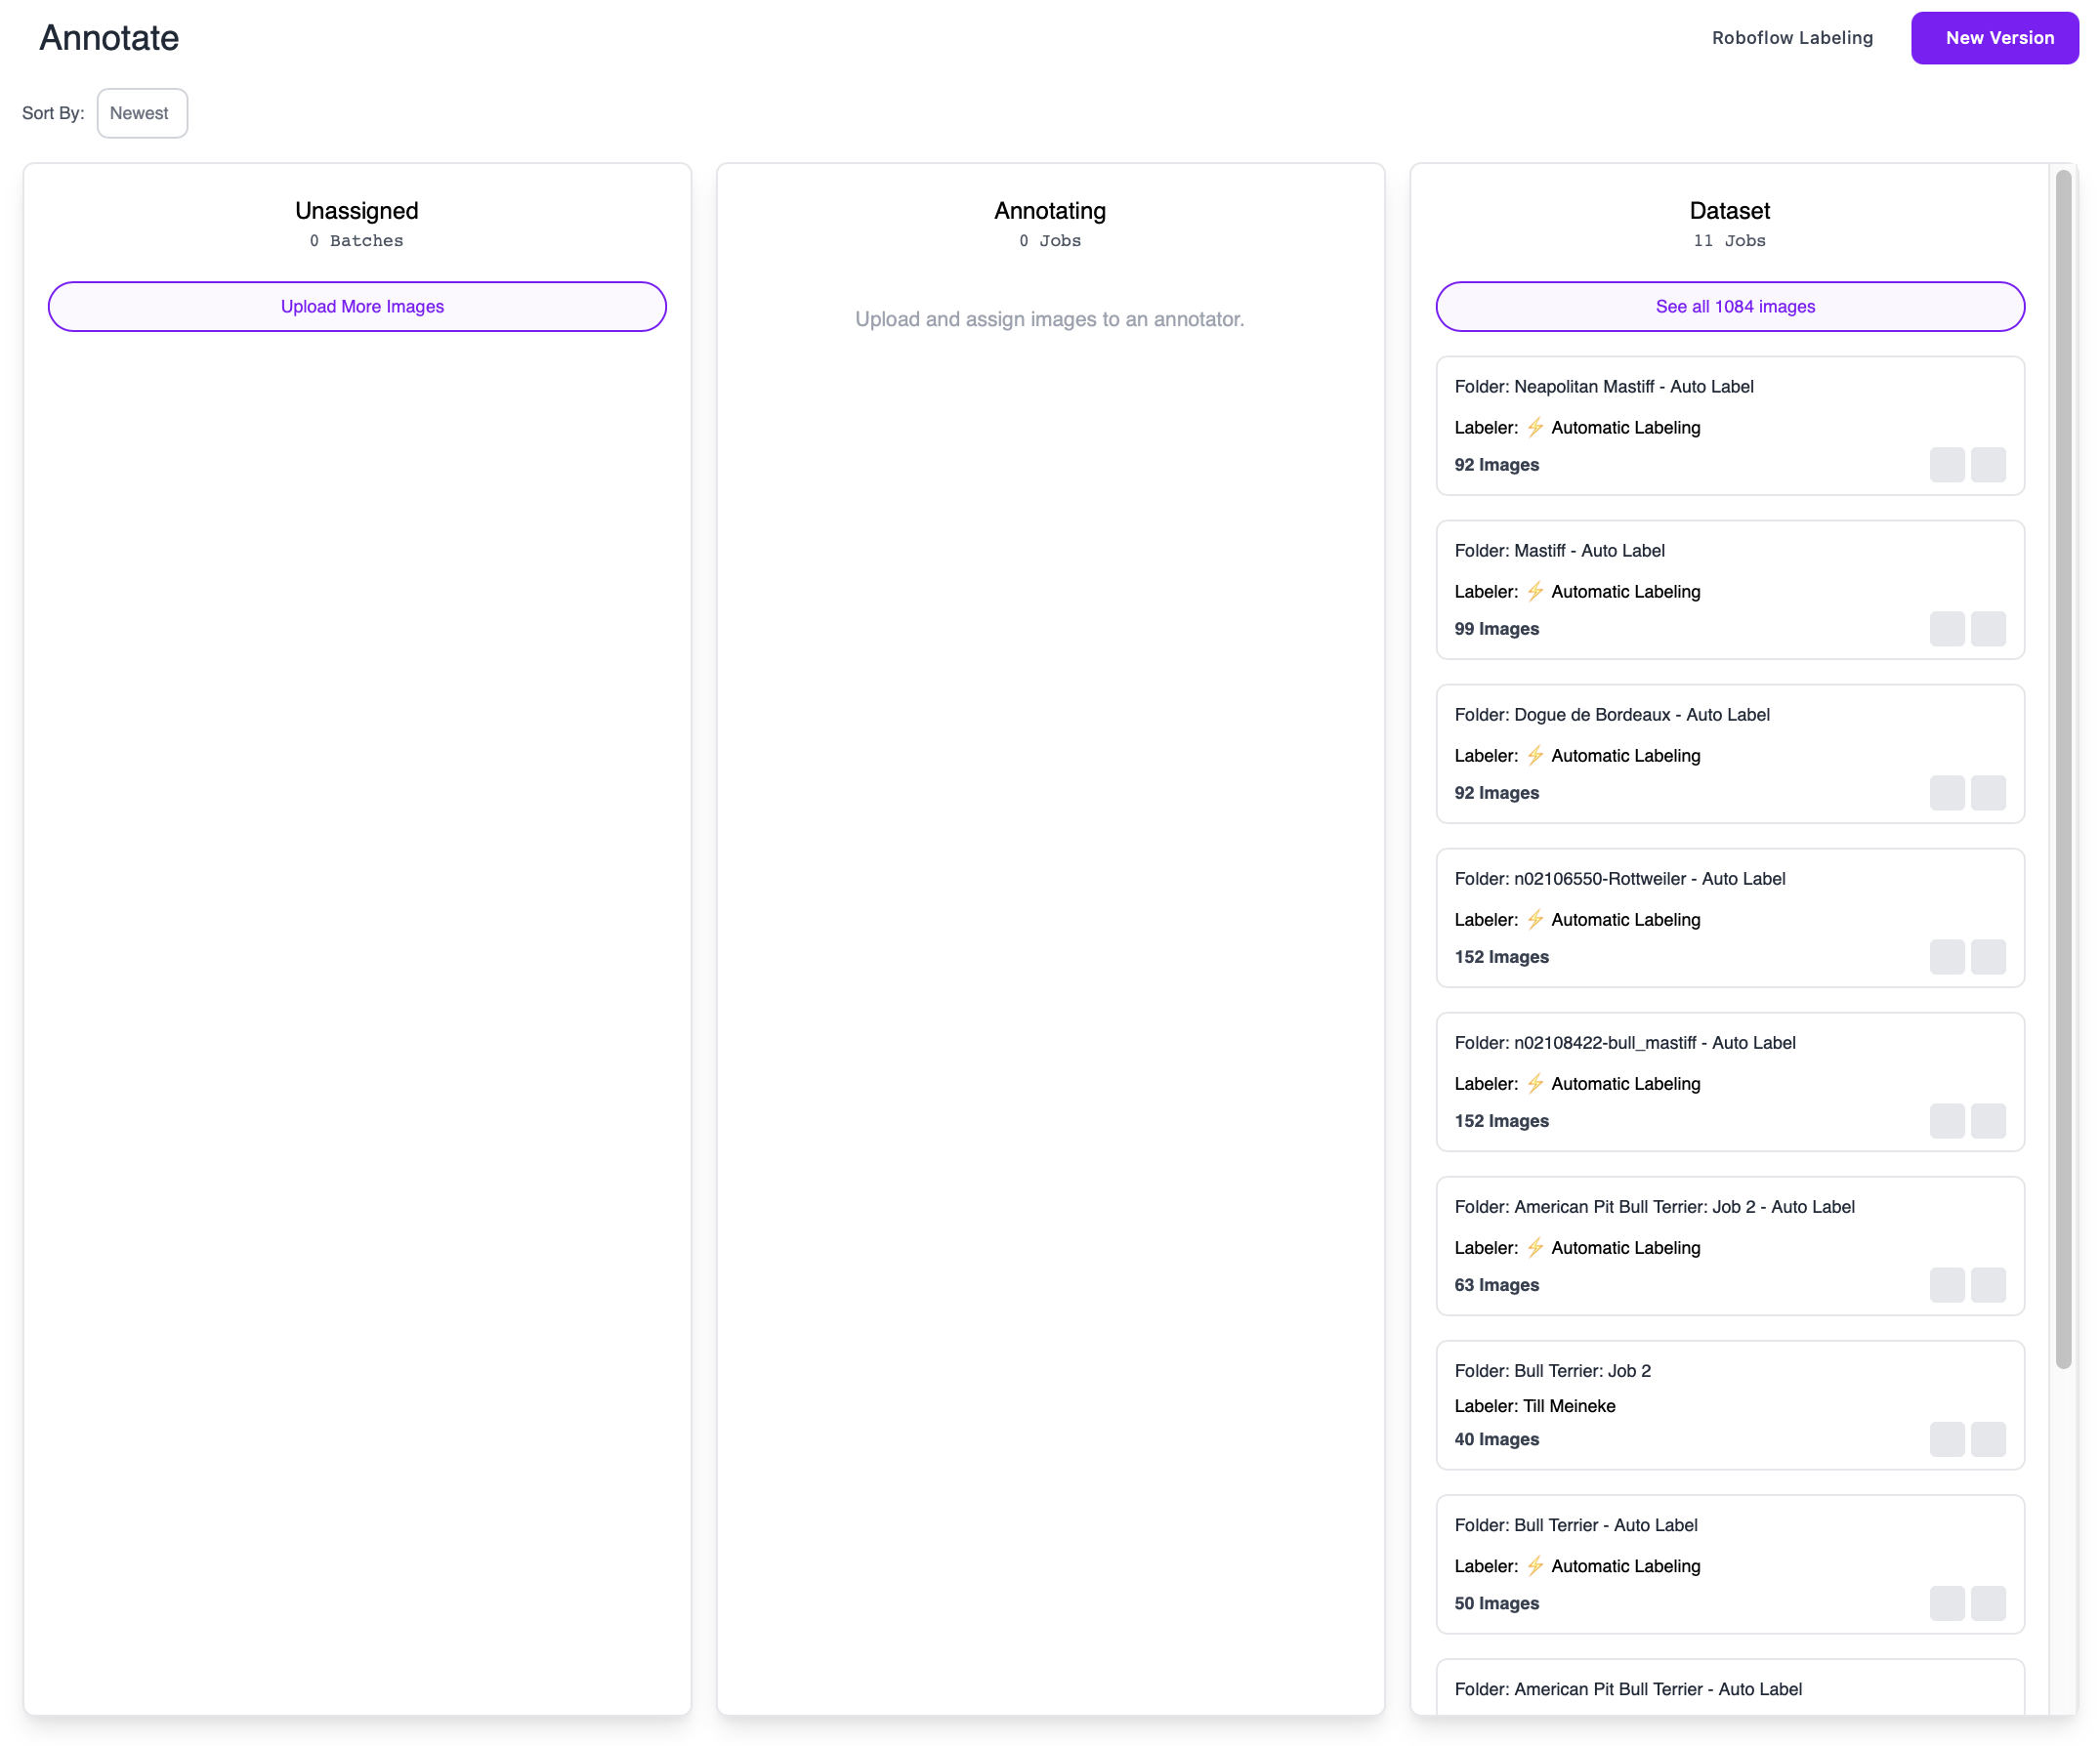 Annotate
Roboflow Labeling
New Version
Sort By: Newest
Unassigned
0 Batches
Upload More Images
Annotating
0 Jobs
Upload and assign images to an annotator.
Dataset
11 Jobs
See all 1084 images
Folder: Neapolitan Mastiff - Auto Label
Labeler: ⚡ Automatic Labeling
92 Images
Folder: Mastiff - Auto Label
Labeler: ⚡ Automatic Labeling
99 Images
Folder: Dogue de Bordeaux - Auto Label
Labeler: ⚡ Automatic Labeling
92 Images
Folder: n02106550-Rottweiler - Auto Label
Labeler: ⚡ Automatic Labeling
152 Images
Folder: n02108422-bull_mastiff - Auto Label
Labeler: ⚡ Automatic Labeling
152 Images
Folder: American Pit Bull Terrier: Job 2 - Auto Label
Labeler: ⚡ Automatic Labeling
63 Images
Folder: Bull Terrier: Job 2
Labeler: Till Meineke
40 Images
Folder: Bull Terrier - Auto Label
Labeler: ⚡ Automatic Labeling
50 Images
Folder: American Pit Bull Terrier - Auto Label